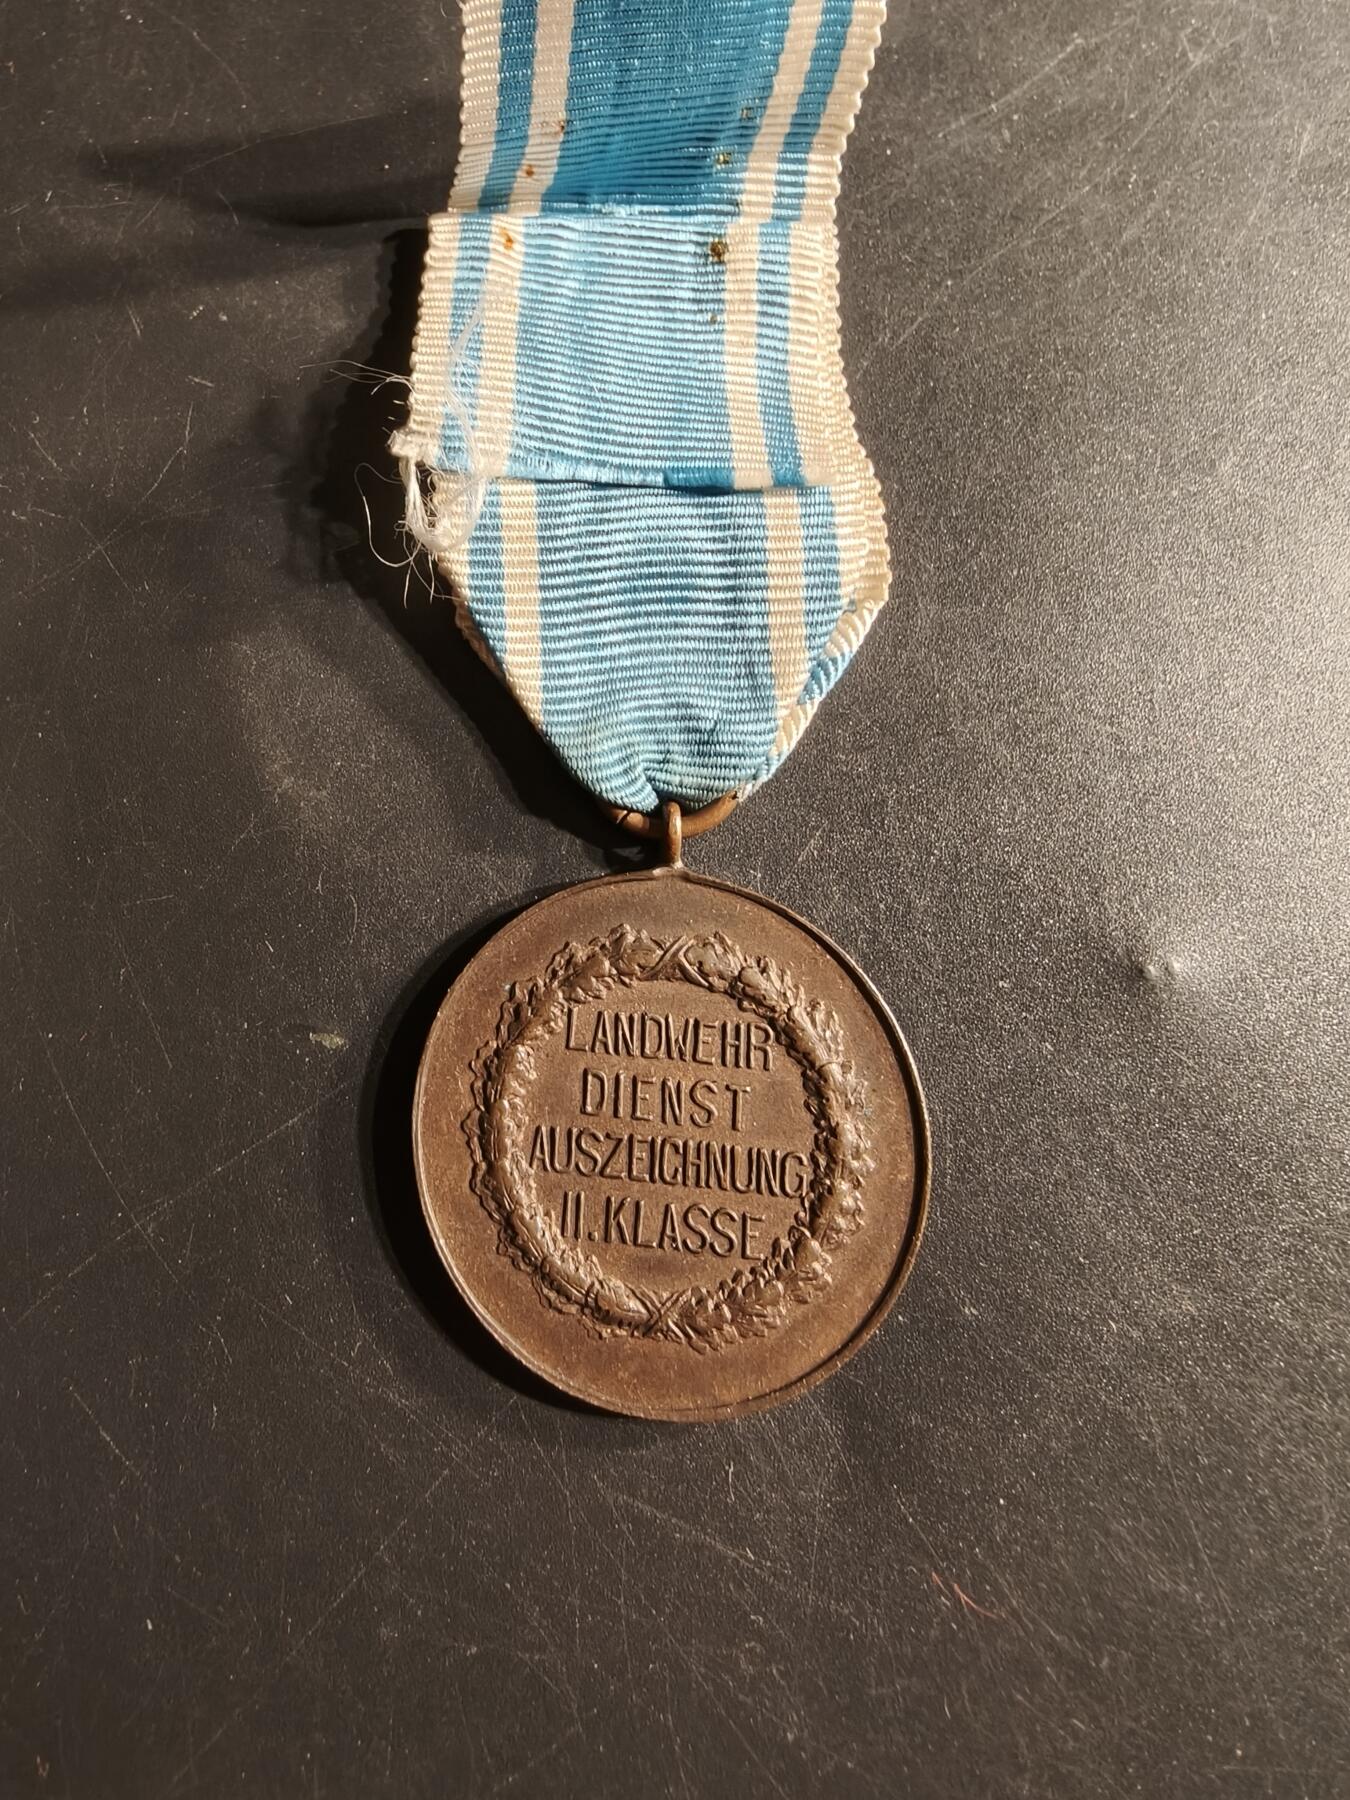 LANDWEHR
DIENST
AUSZEICHNUNG
II. KLASSE